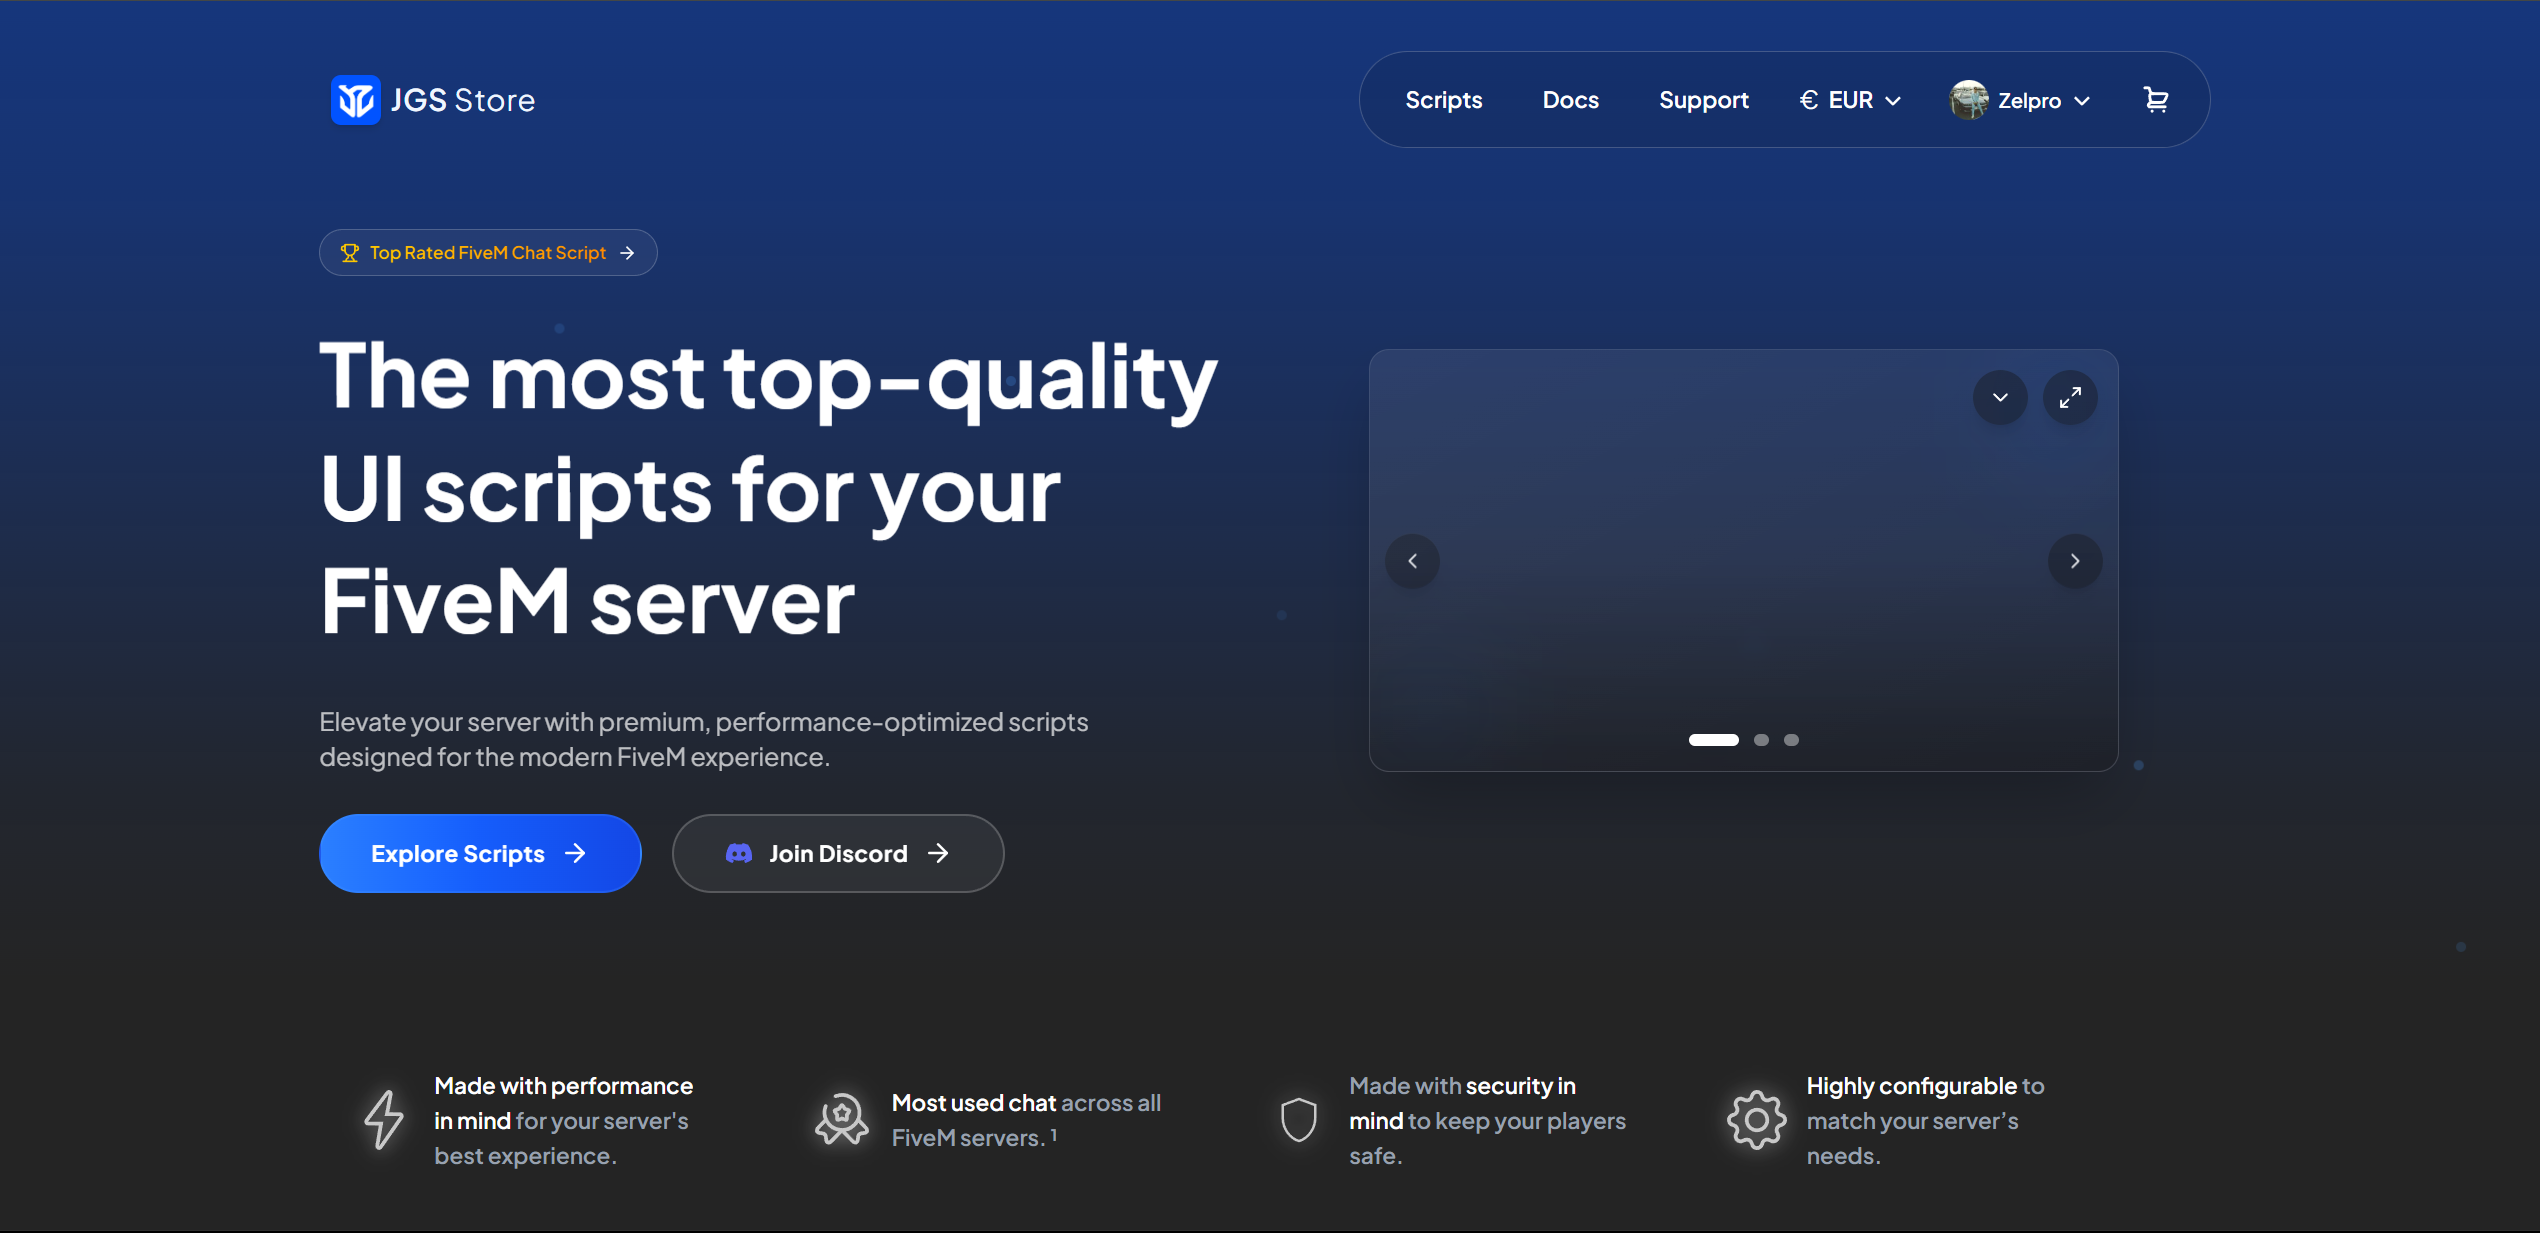 JGS Store
Scripts
Docs
Support
€ EUR
Zelpro
Top Rated FiveM Chat Script
The most top-quality
UI scripts for your
FiveM server
Elevate your server with premium, performance-optimized scripts
designed for the modern FiveM experience.
Explore Scripts
Join Discord
Made with performance
in mind for your server's
best experience.
Most used chat across all
FiveM servers. 1
Made with security in
mind to keep your players
safe.
Highly configurable to
match your server’s
needs.